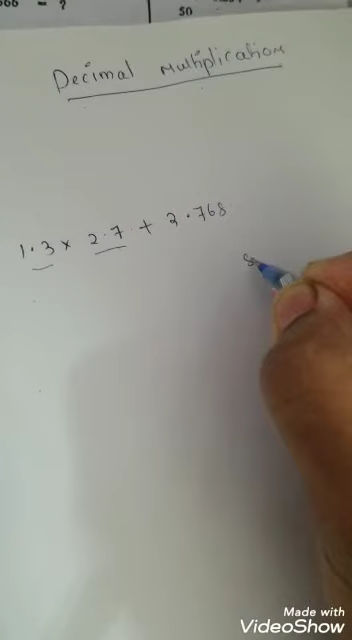 = ?
50
Decimal Multiplication
1.3 × 2.7 + 2.768
Made with
VideoShow